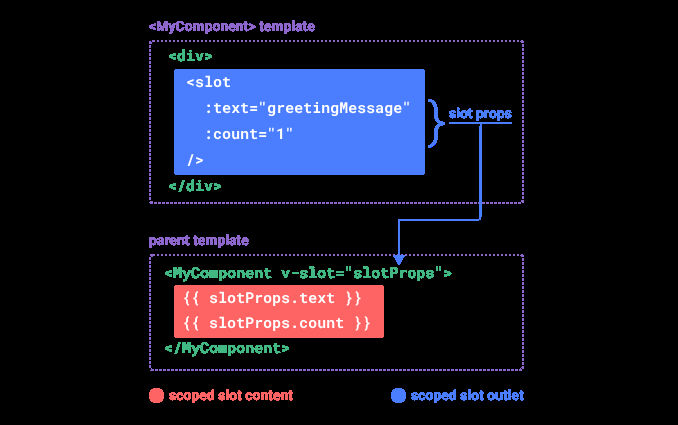 <MyComponent> template
<div>
<slot
:text="greetingMessage"
:count="1"
/>
slot props
</div>
parent template
<MyComponent v-slot="slotProps">
{{ slotProps.text }}
{{ slotProps.count }}
</MyComponent>
scoped slot content
scoped slot outlet